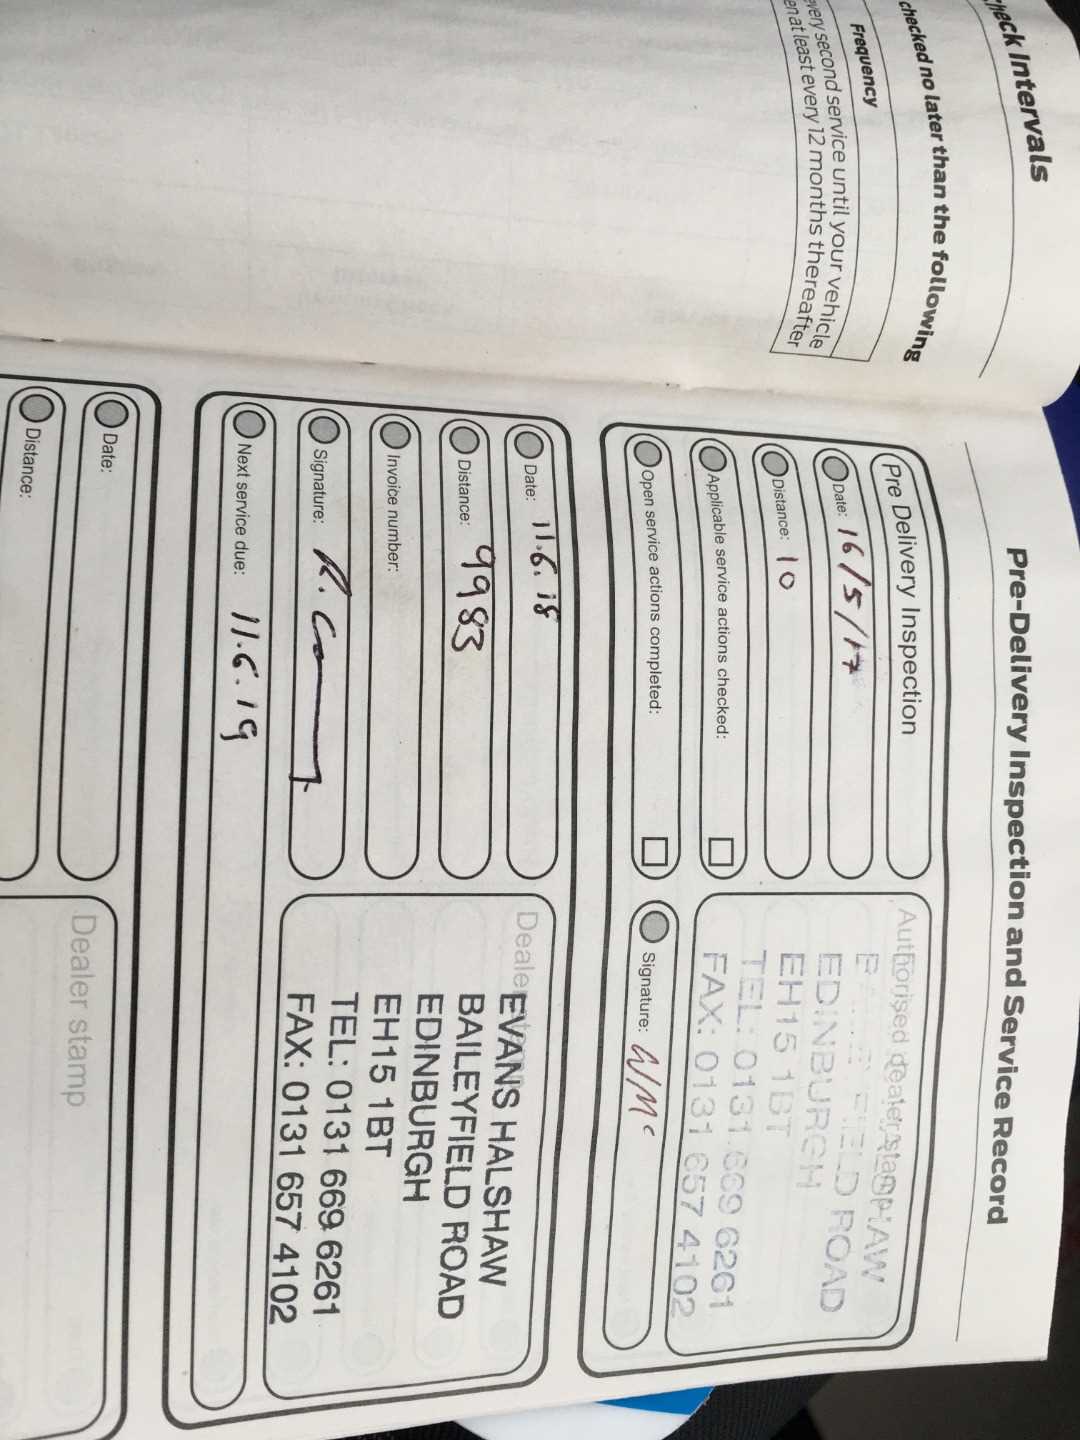 heck Intervals
checked no later than the following
Frequency
every second service until your vehicle
en at least every 12 months thereafter
Pre-Delivery Inspection and Service Record
Pre Delivery Inspection
Date: 16/5/17
Distance: 10
Applicable service actions checked:
Open service actions completed:
Authorised dealer stamp
HAW
FIELD ROAD
EDINBURGH
EH15 1BT
TEL: 0131 669 6261
FAX: 0131 657 4102
Signature:
Date: 11.6.18
Distance: 9983
Invoice number:
Signature: R.
Next service due: 11.6.19
Dealer stamp
EVANS HALSHAW
BAILEYFIELD ROAD
EDINBURGH
EH15 1BT
TEL: 0131 669 6261
FAX: 0131 657 4102
Date:
Distance:
Dealer stamp